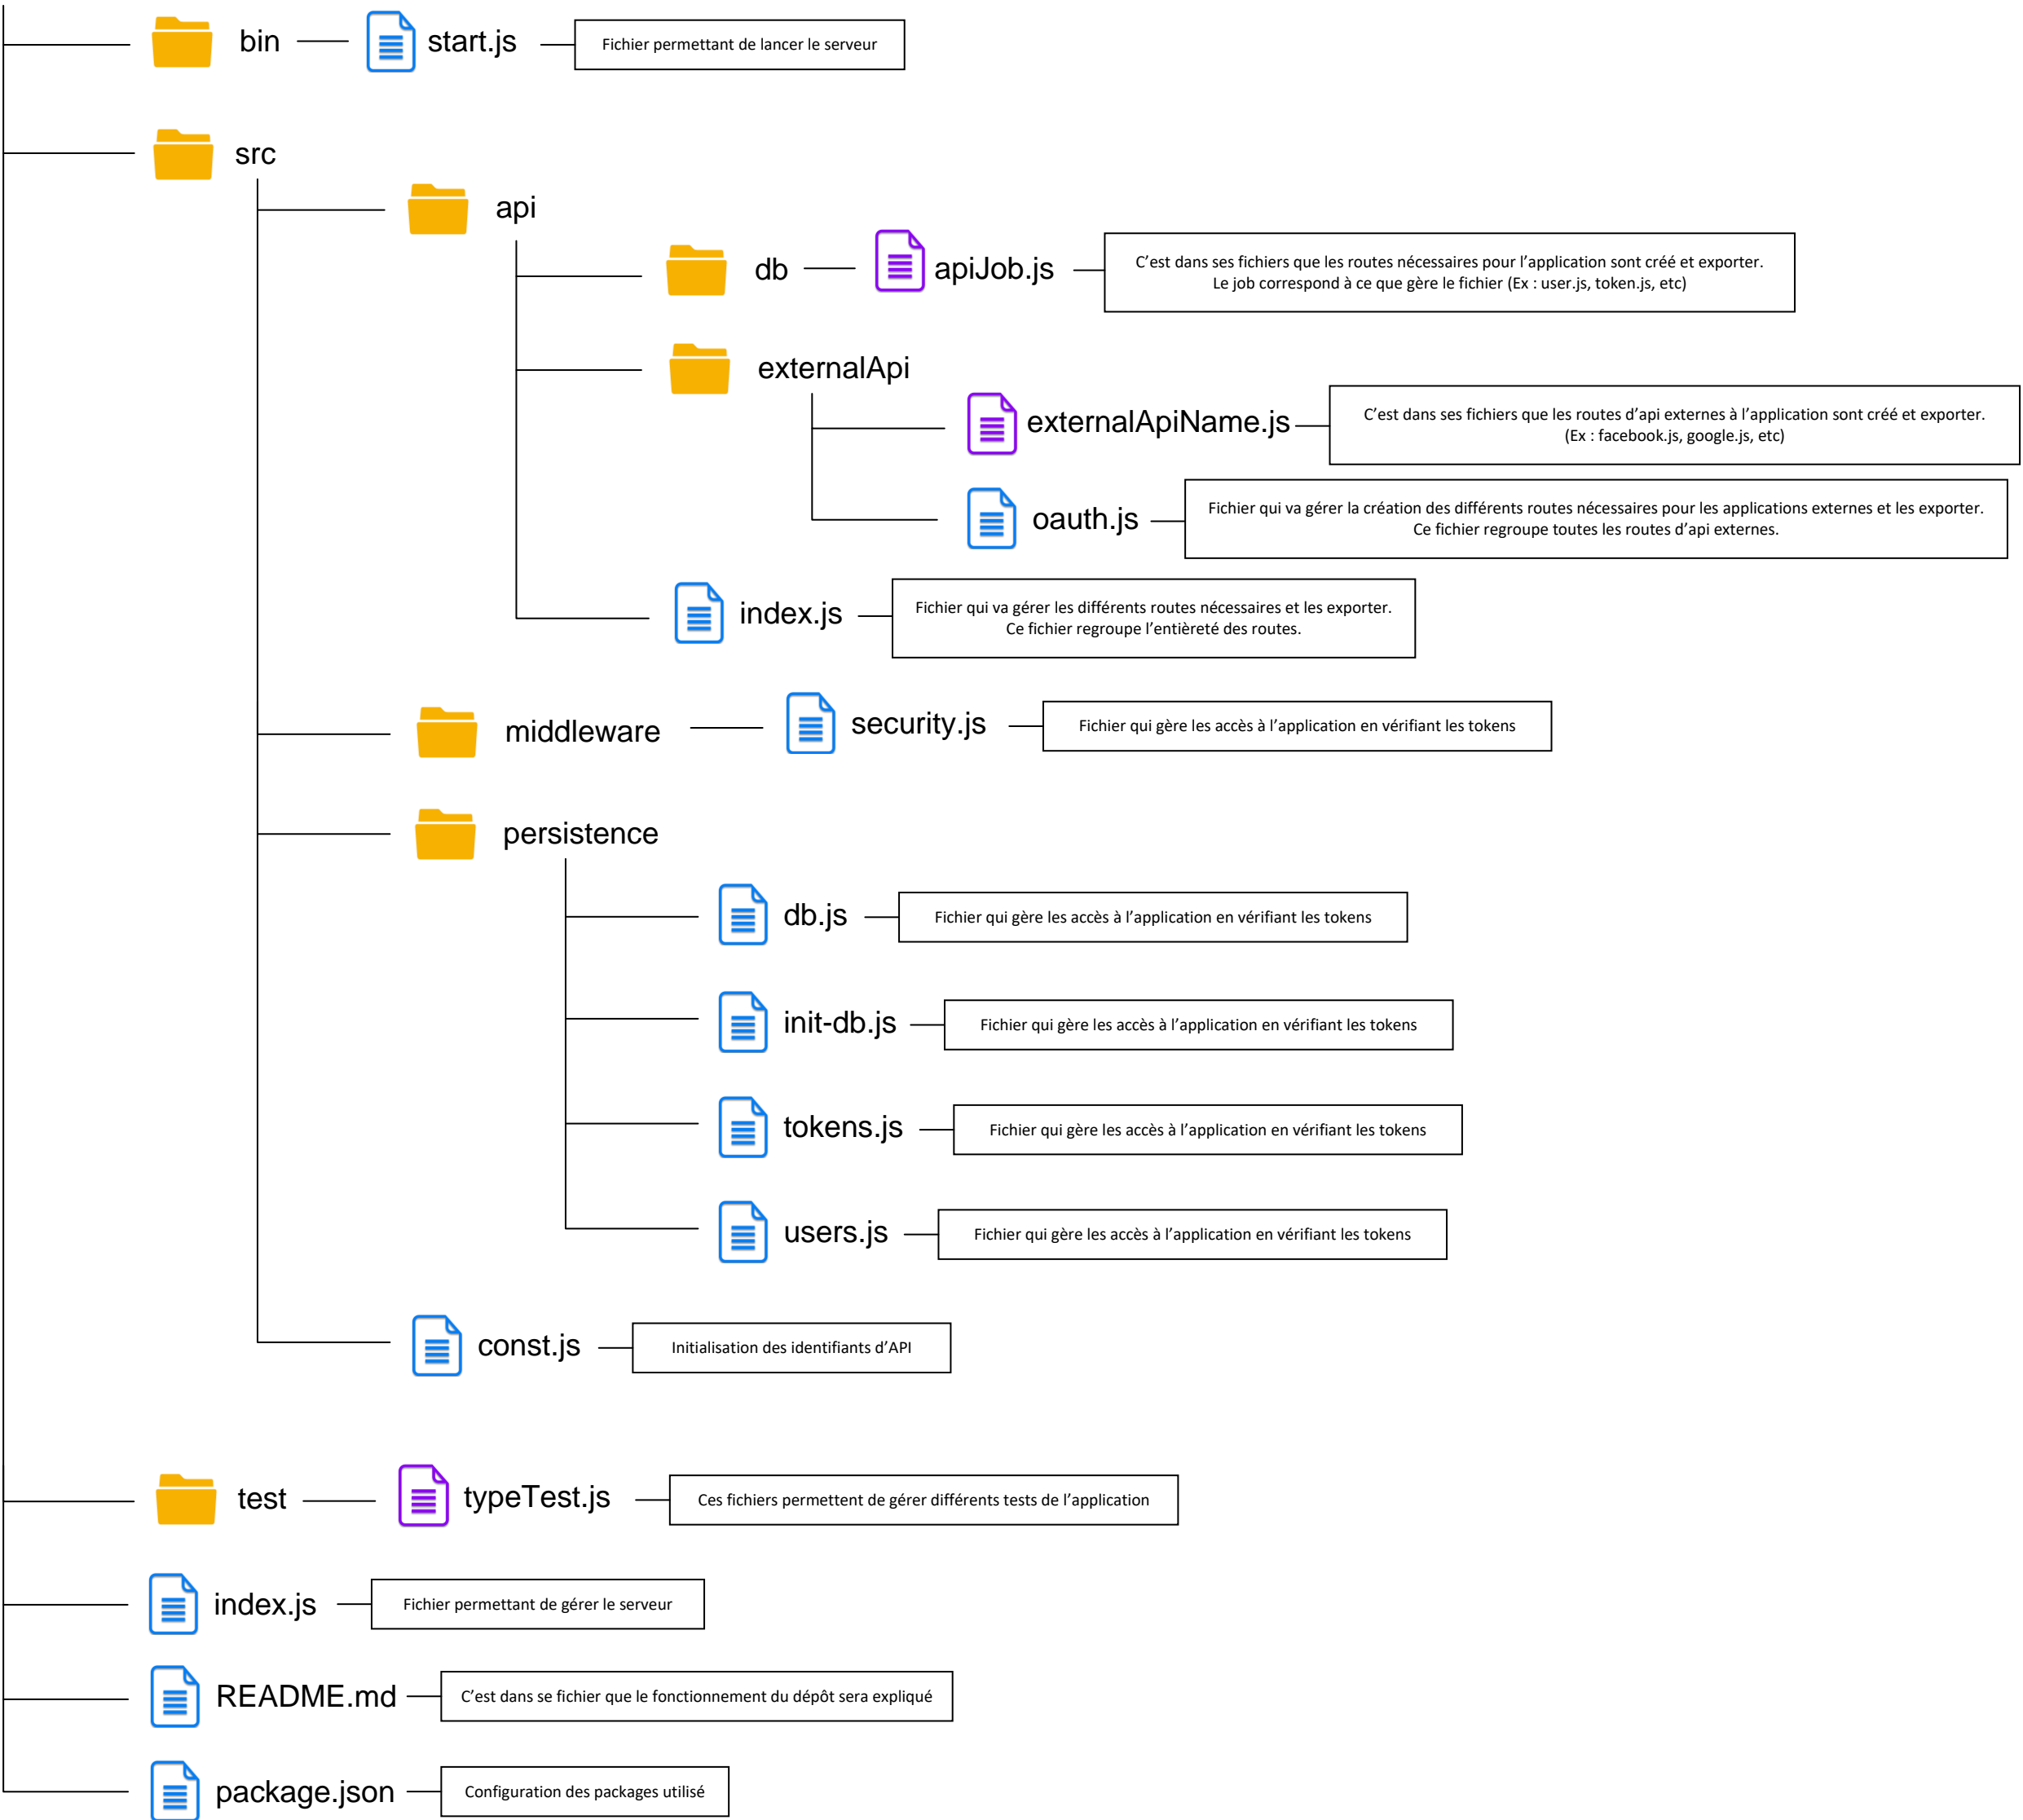 bin
start.js
Fichier permettant de lancer le serveur
src
api
db
apiJob.js
C’est dans ses fichiers que les routes nécessaires pour l’application sont créé et exporter.
Le job correspond à ce que gère le fichier (Ex : user.js, token.js, etc)
externalApi
externalApiName.js
C’est dans ses fichiers que les routes d’api externes à l’application sont créé et exporter.
(Ex : facebook.js, google.js, etc)
oauth.js
Fichier qui va gérer la création des différents routes nécessaires pour les applications externes et les exporter.
Ce fichier regroupe toutes les routes d’api externes.
index.js
Fichier qui va gérer les différents routes nécessaires et les exporter.
Ce fichier regroupe l’entièreté des routes.
middleware
security.js
Fichier qui gère les accès à l’application en vérifiant les tokens
persistence
db.js
Fichier qui gère les accès à l’application en vérifiant les tokens
init-db.js
Fichier qui gère les accès à l’application en vérifiant les tokens
tokens.js
Fichier qui gère les accès à l’application en vérifiant les tokens
users.js
Fichier qui gère les accès à l’application en vérifiant les tokens
const.js
Initialisation des identifiants d’API
test
typeTest.js
Ces fichiers permettent de gérer différents tests de l’application
index.js
Fichier permettant de gérer le serveur
README.md
C’est dans se fichier que le fonctionnement du dépôt sera expliqué
package.json
Configuration des packages utilisé